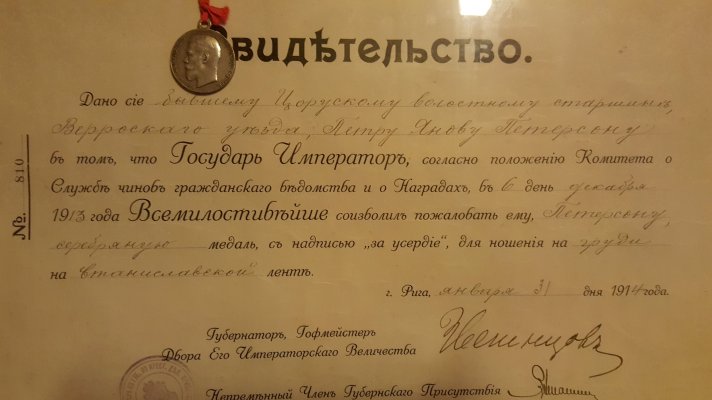 Свидѣтельство.
Дано сіе бывшему Цорускому волостному старшинѣ,
Верроскаго уѣзда, Петру Янову Петерсону
въ томъ, что Государь Императоръ, согласно положенію Комитета о
Службѣ чиновъ гражданскаго вѣдомства и о Наградахъ, въ 6 день декабря
1913 года Всемилостивѣйше соизволилъ пожаловать ему, Петерсону,
серебряную медаль, съ надписью „за усердіе", для ношенія на груди
на станиславской лентѣ.
г. Рига, января 31 дня 1914 года.
Губернаторъ, Гофмейстеръ
Двора Его Императорскаго Величества
Непремѣнный Членъ Губернскаго Присутствія
№. 810